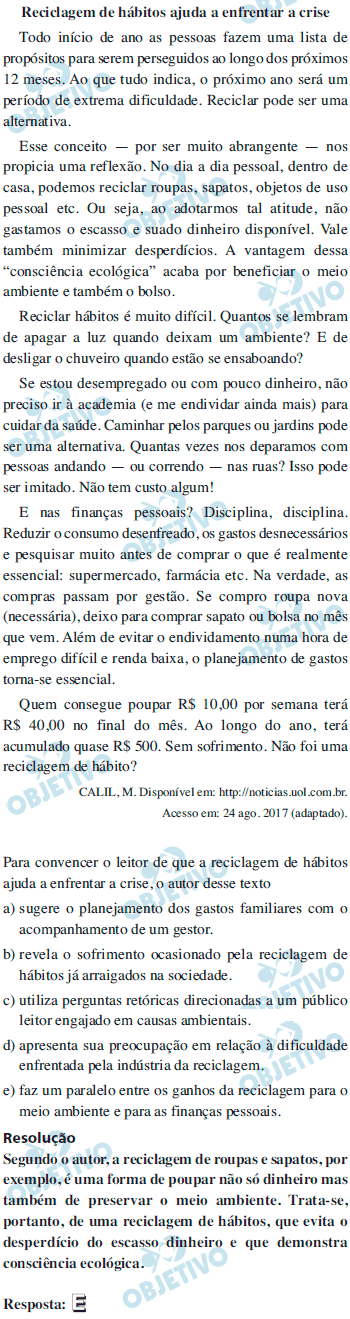 Reciclagem de hábitos ajuda a enfrentar a crise
Todo início de ano as pessoas fazem uma lista de
propósitos para serem perseguidos ao longo dos próximos
12 meses. Ao que tudo indica, o próximo ano será um
período de extrema dificuldade. Reciclar pode ser uma
alternativa.
Esse conceito — por ser muito abrangente — nos
propicia uma reflexão. No dia a dia pessoal, dentro de
casa, podemos reciclar roupas, sapatos, objetos de uso
pessoal etc. Ou seja, ao adotarmos tal atitude, não
gastamos o escasso e suado dinheiro disponível. Vale
também minimizar desperdícios. A vantagem dessa
“consciência ecológica” acaba por beneficiar o meio
ambiente e também o bolso.
Reciclar hábitos é muito difícil. Quantos se lembram
de apagar a luz quando deixam um ambiente? E de
desligar o chuveiro quando estão se ensaboando?
Se estou desempregado ou com pouco dinheiro, não
preciso ir à academia (e me endividar ainda mais) para
cuidar da saúde. Caminhar pelos parques ou jardins pode
ser uma alternativa. Quantas vezes nos deparamos com
pessoas andando — ou correndo — nas ruas? Isso pode
ser imitado. Não tem custo algum!
E nas finanças pessoais? Disciplina, disciplina.
Reduzir o consumo desenfreado, os gastos desnecessários
e pesquisar muito antes de comprar o que é realmente
essencial: supermercado, farmácia etc. Na verdade, as
compras passam por gestão. Se compro roupa nova
(necessária), deixo para comprar sapato ou bolsa no mês
que vem. Além de evitar o endividamento numa hora de
emprego difícil e renda baixa, o planejamento de gastos
torna-se essencial.
Quem consegue poupar R$ 10,00 por semana terá
R$ 40,00 no final do mês. Ao longo do ano, terá
acumulado quase R$ 500. Sem sofrimento. Não foi uma
reciclagem de hábito?
CALIL, M. Disponível em: http://noticias.uol.com.br.
Acesso em: 24 ago. 2017 (adaptado).
Para convencer o leitor de que a reciclagem de hábitos
ajuda a enfrentar a crise, o autor desse texto
a) sugere o planejamento dos gastos familiares com o
acompanhamento de um gestor.
b) revela o sofrimento ocasionado pela reciclagem de
hábitos já arraigados na sociedade.
c) utiliza perguntas retóricas direcionadas a um público
leitor engajado em causas ambientais.
d) apresenta sua preocupação em relação à dificuldade
enfrentada pela indústria da reciclagem.
e) faz um paralelo entre os ganhos da reciclagem para o
meio ambiente e para as finanças pessoais.
Resolução
Segundo o autor, a reciclagem de roupas e sapatos, por
exemplo, é uma forma de poupar não só dinheiro mas
também de preservar o meio ambiente. Trata-se,
portanto, de uma reciclagem de hábitos, que evita o
desperdício do escasso dinheiro e que demonstra
consciência ecológica.
Resposta: E